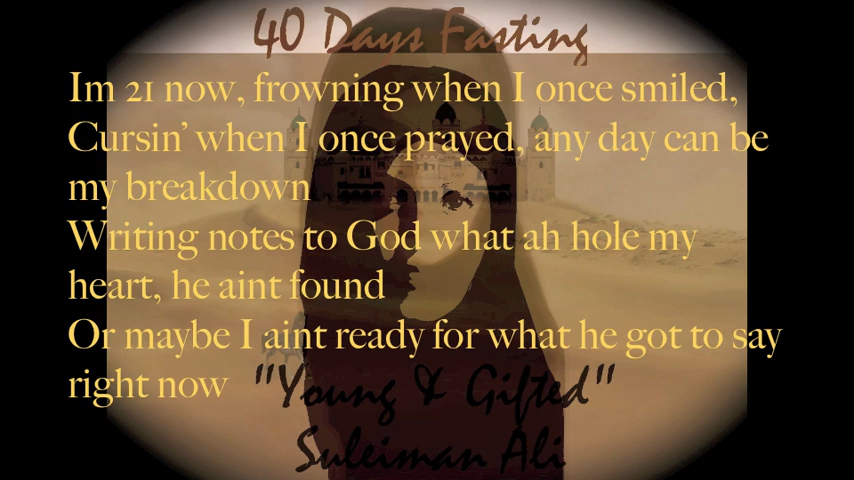 40 Days Fasting
Im 21 now, frowning when I once smiled,
Cursin' when I once prayed, any day can be
my breakdown
Writing notes to God what ah hole my
heart, he aint found
Or maybe I aint ready for what he got to say
right now
"Young & Gifted"
Suleiman Ali